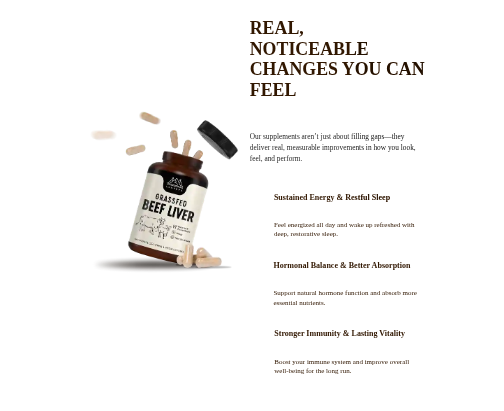 REAL,
NOTICEABLE
CHANGES YOU CAN
FEEL
Our supplements aren't just about filling gaps—they
deliver real, measurable improvements in how you look,
feel, and perform.
GRASSFED
BEEF LIVER
Sustained Energy & Restful Sleep
Feel energized all day and wake up refreshed with
deep, restorative sleep.
Hormonal Balance & Better Absorption
Support natural hormone function and absorb more
essential nutrients.
Stronger Immunity & Lasting Vitality
Boost your immune system and improve overall
well-being for the long run.